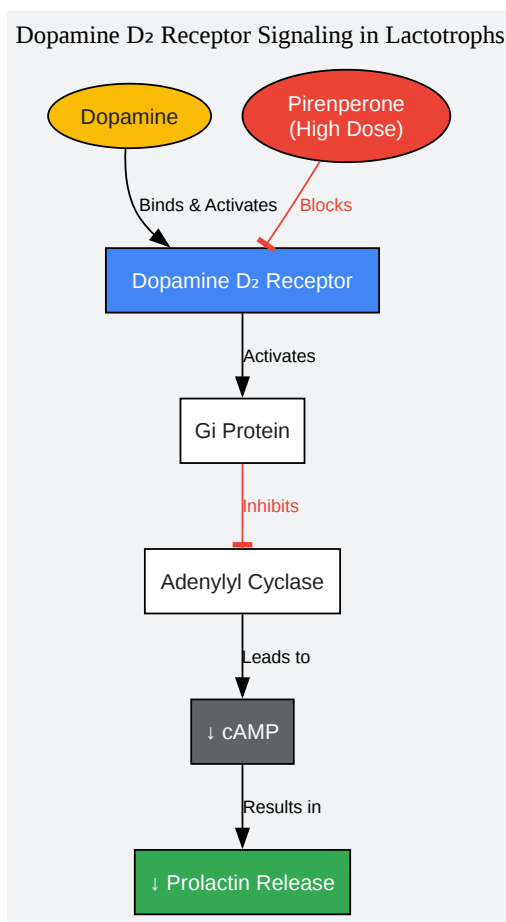 Dopamine D₂ Receptor Signaling in Lactotrophs
Dopamine
Pirenperone
(High Dose)
Binds & Activates
Blocks
Dopamine D₂ Receptor
Activates
Gi Protein
Inhibits
Adenylyl Cyclase
Leads to
↓ cAMP
Results in
↓ Prolactin Release